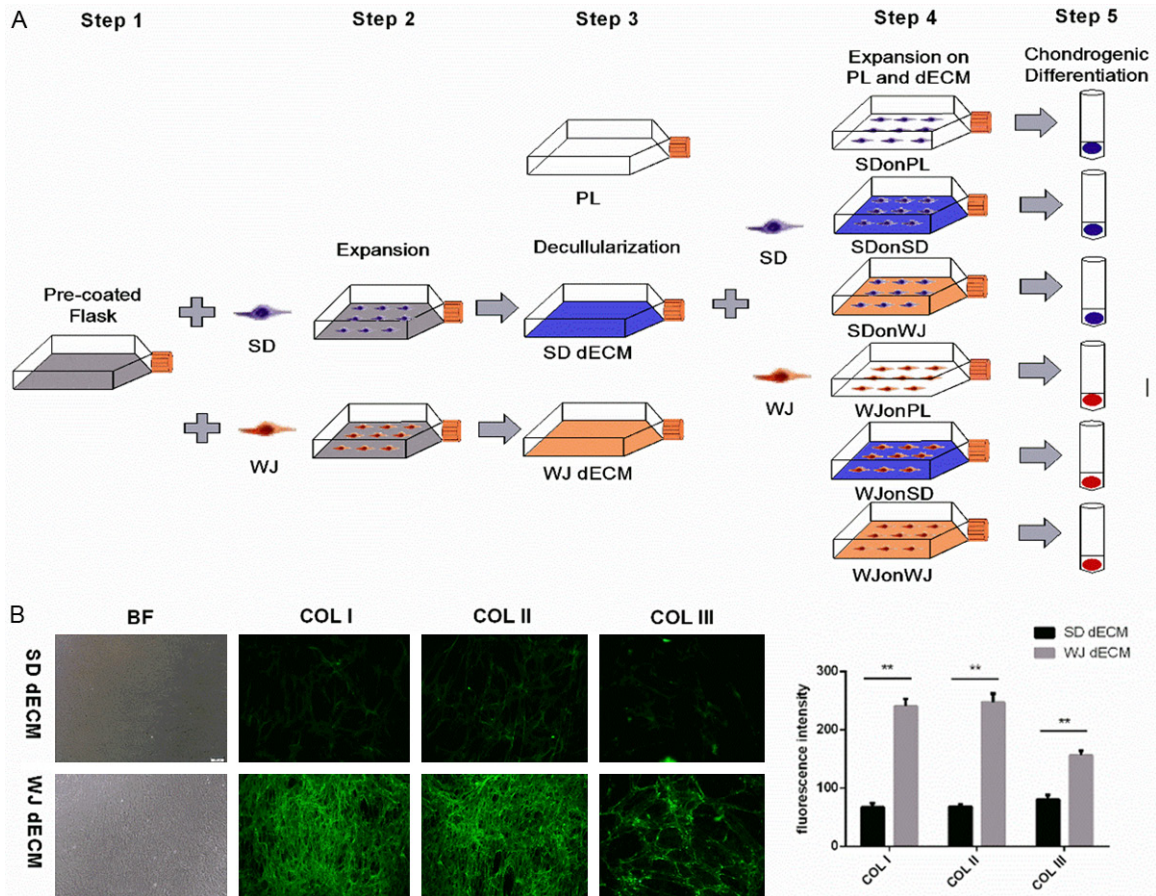 A
Step 1
Step 2
Step 3
Step 4
Step 5
Expansion on
PL and dECM
Chondrogenic
Differentiation
PL
SDonPL
SD
SDonSD
Expansion
Decullularization
Pre-coated
Flask
SD
SD dECM
SDonWJ
WJ
WJonPL
WJ
WJ dECM
WJonSD
WJonWJ
B
BF
COL I
COL II
COL III
SD dECM
WJ dECM
SD dECM
WJ dECM
fluorescence intensity
300
200
100
0
**
**
**
COL I
COL II
COL III